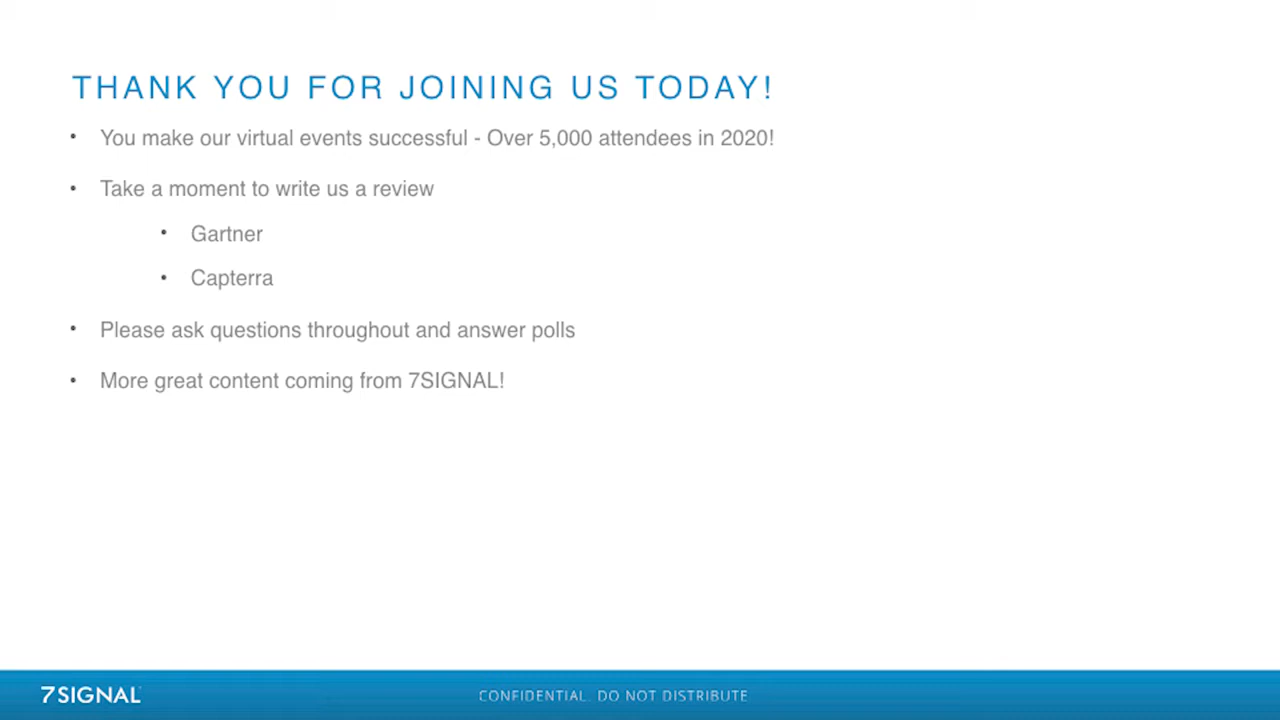 THANK YOU FOR JOINING US TODAY!
• You make our virtual events successful - Over 5,000 attendees in 2020!
• Take a moment to write us a review
• Gartner
• Capterra
• Please ask questions throughout and answer polls
• More great content coming from 7SIGNAL!
7SIGNAL
CONFIDENTIAL. DO NOT DISTRIBUTE